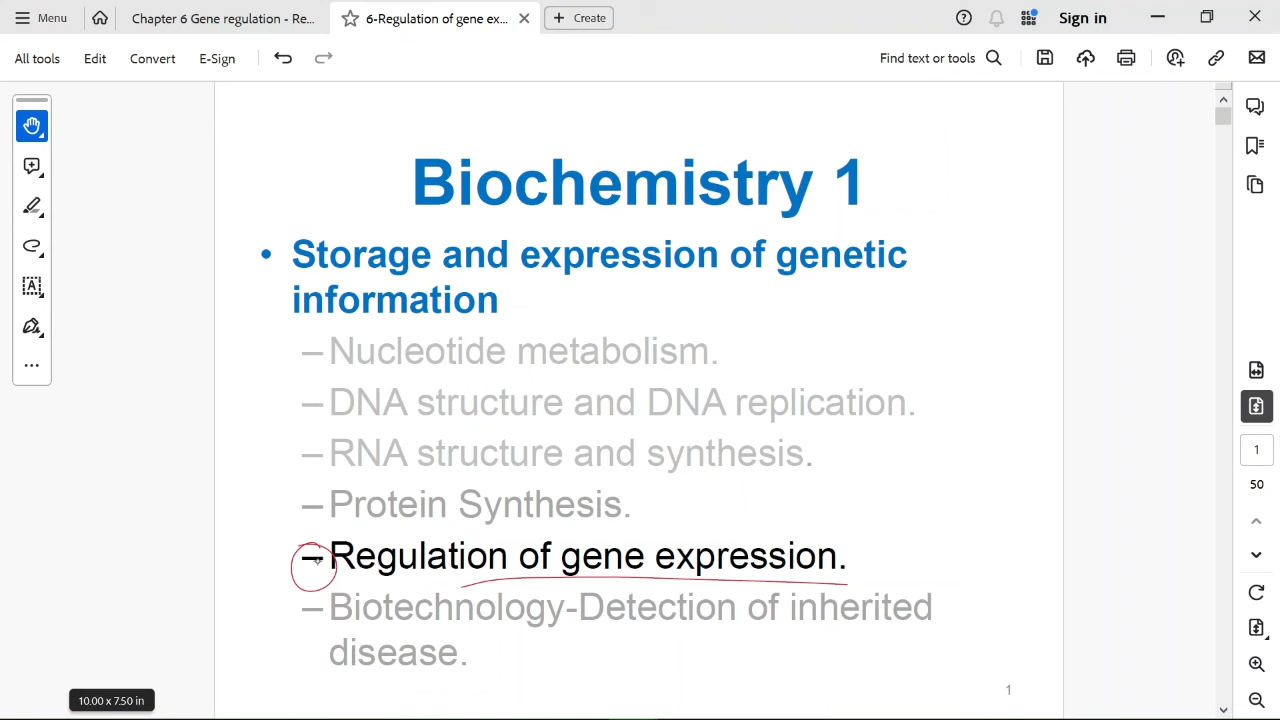 Menu
Chapter 6 Gene regulation - Re...
6-Regulation of gene ex...
Create
Sign in
All tools
Edit
Convert
E-Sign
Find text or tools
Biochemistry 1
• Storage and expression of genetic
information
– Nucleotide metabolism.
– DNA structure and DNA replication.
– RNA structure and synthesis.
– Protein Synthesis.
– Regulation of gene expression.
– Biotechnology-Detection of inherited
disease.
1
1
50
10.00 x 7.50 in